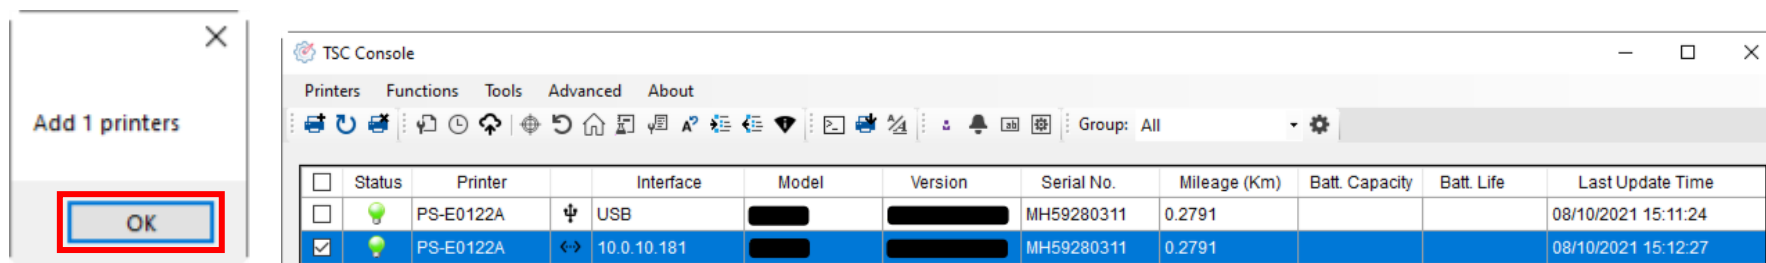 Add 1 printers
OK
TSC Console
Printers Functions Tools Advanced About
Group: All
Status Printer Interface Model Version Serial No. Mileage (Km) Batt. Capacity Batt. Life Last Update Time
PS-E0122A USB MH59280311 0.2791 08/10/2021 15:11:24
PS-E0122A 10.0.10.181 MH59280311 0.2791 08/10/2021 15:12:27